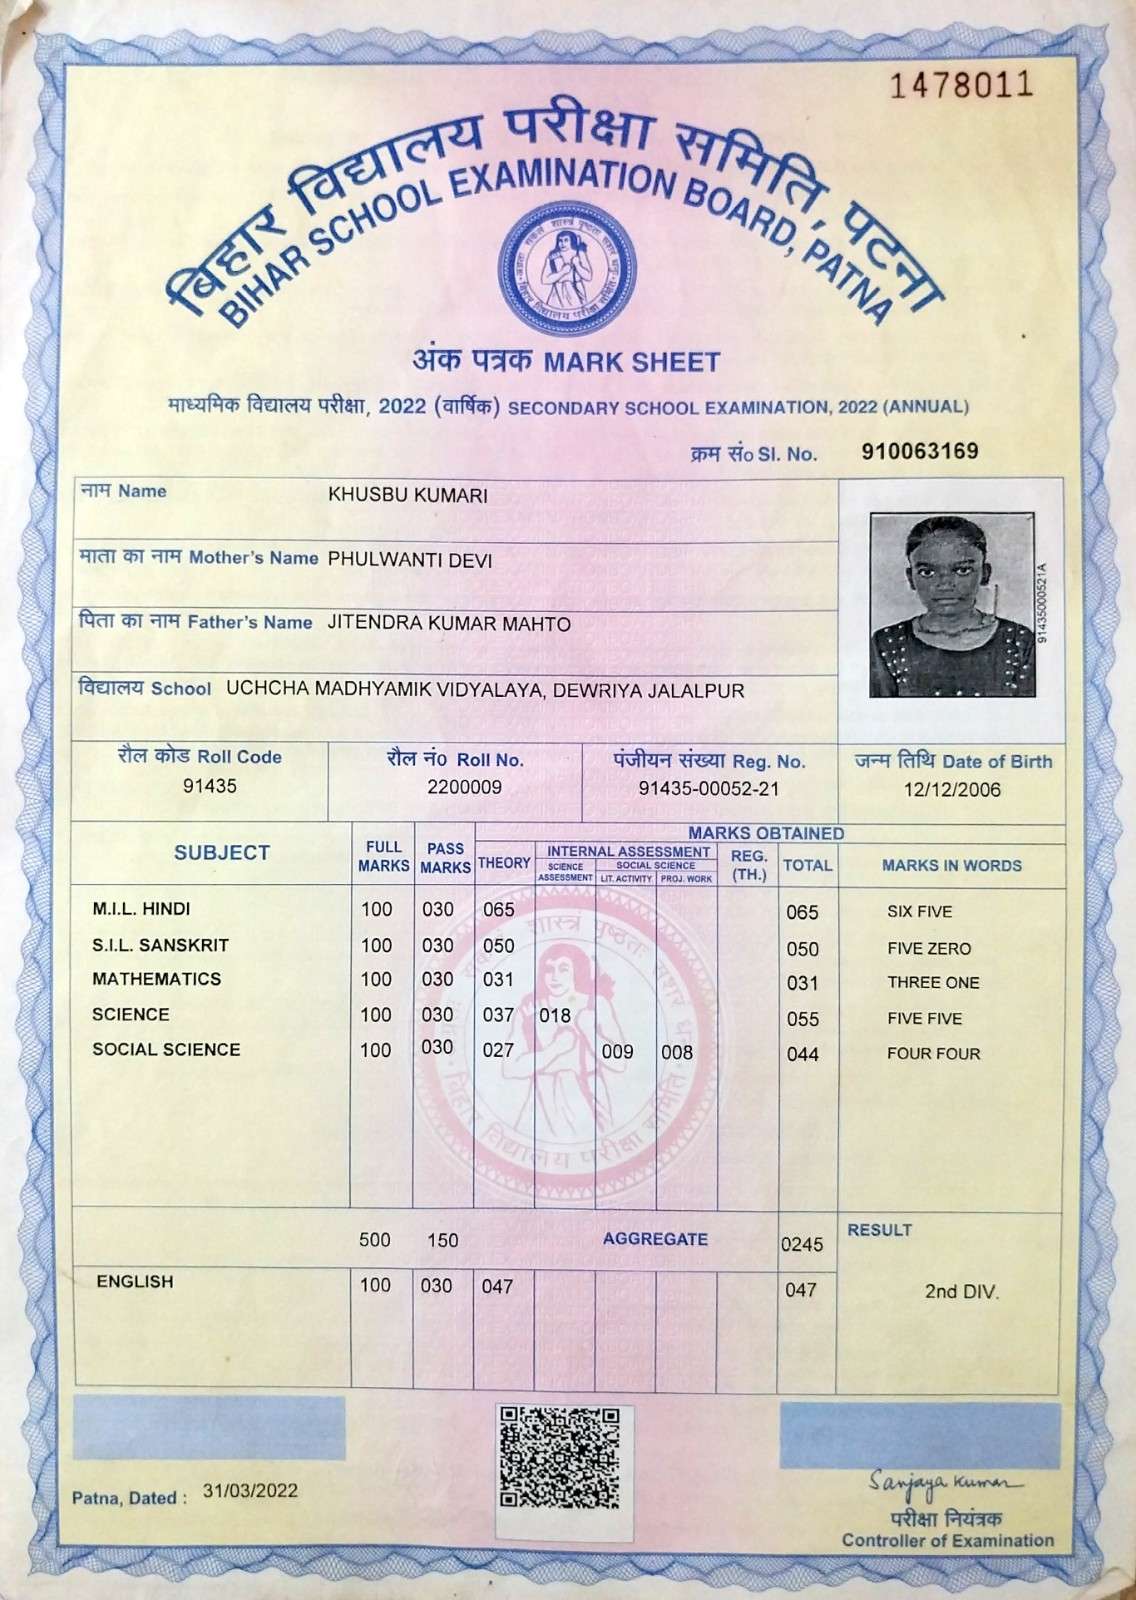 1478011
बिहार विद्यालय परीक्षा समिति, पटना
BIHAR SCHOOL EXAMINATION BOARD, PATNA
अंक पत्रक MARK SHEET
माध्यमिक विद्यालय परीक्षा, 2022 (वार्षिक) SECONDARY SCHOOL EXAMINATION, 2022 (ANNUAL)
क्रम सं० Sl. No. 910063169
नाम Name KHUSBU KUMARI
माता का नाम Mother's Name PHULWANTI DEVI
पिता का नाम Father's Name JITENDRA KUMAR MAHTO
विद्यालय School UCHCHA MADHYAMIK VIDYALAYA, DEWRIYA JALALPUR
914350000521A
रौल कोड Roll Code रौल नं० Roll No. पंजीयन संख्या Reg. No. जन्म तिथि Date of Birth
91435 2200009 91435-00052-21 12/12/2006
SUBJECT FULL MARKS PASS MARKS MARKS OBTAINED
THEORY INTERNAL ASSESSMENT REG. (TH.) TOTAL MARKS IN WORDS
SCIENCE ASSESSMENT SOCIAL SCIENCE
LIT. ACTIVITY PROJ. WORK
M.I.L. HINDI 100 030 065 065 SIX FIVE
S.I.L. SANSKRIT 100 030 050 050 FIVE ZERO
MATHEMATICS 100 030 031 031 THREE ONE
SCIENCE 100 030 037 018 055 FIVE FIVE
SOCIAL SCIENCE 100 030 027 009 008 044 FOUR FOUR
बिहार विद्यालय परीक्षा समिति
500 150 AGGREGATE 0245 RESULT
ENGLISH 100 030 047 047 2nd DIV.
Patna, Dated : 31/03/2022
Sanjaya Kumar
परीक्षा नियंत्रक
Controller of Examination